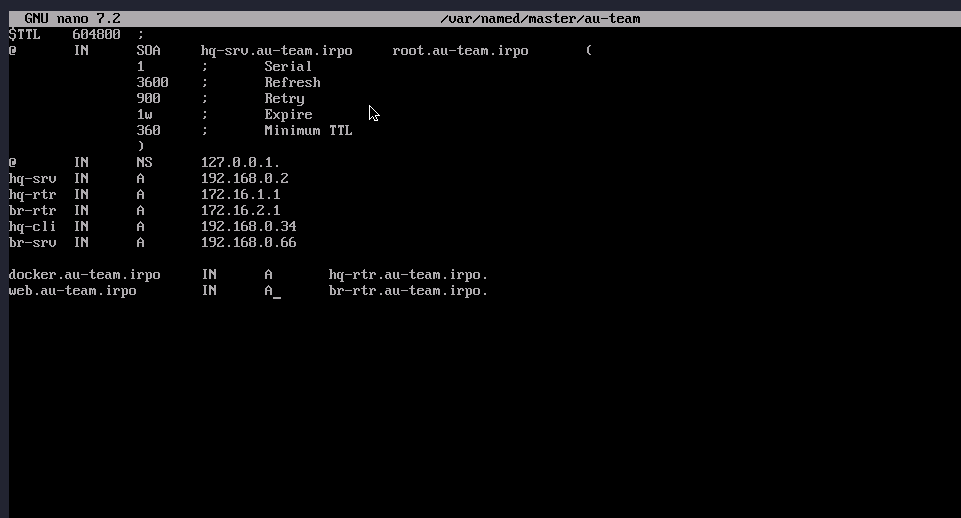 GNU nano 7.2 /var/named/master/au-team
$TTL 604800 ;
@ IN SOA hq-srv.au-team.irpo root.au-team.irpo (
1 ; Serial
3600 ; Refresh
900 ; Retry
1w ; Expire
360 ; Minimum TTL
)
@ IN NS 127.0.0.1.
hq-srv IN A 192.168.0.2
hq-rtr IN A 172.16.1.1
br-rtr IN A 172.16.2.1
hq-cli IN A 192.168.0.34
br-srv IN A 192.168.0.66
docker.au-team.irpo IN A hq-rtr.au-team.irpo.
web.au-team.irpo IN A br-rtr.au-team.irpo.